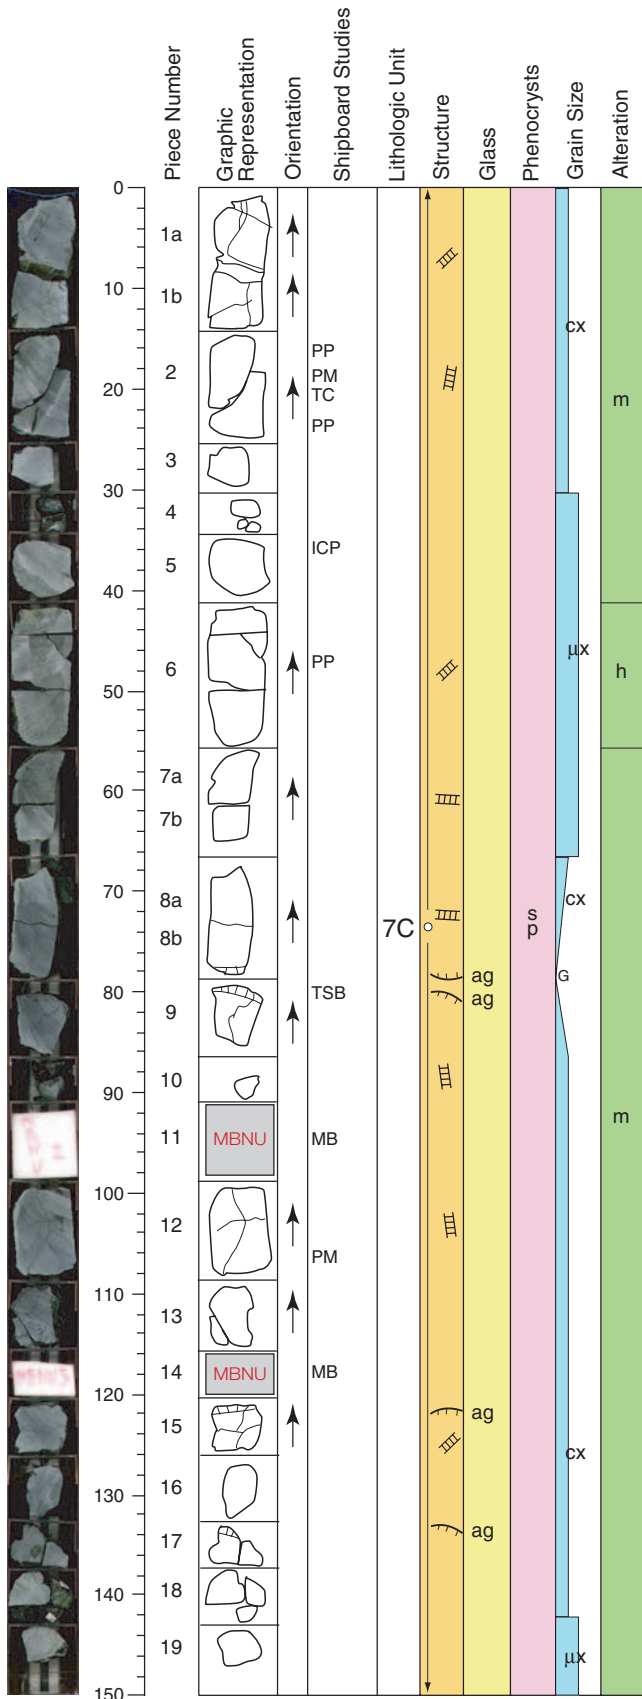 Piece Number
Graphic
Representation
Orientation
Shipboard Studies
Lithologic Unit
Structure
Glass
Phenocrysts
Grain Size
Alteration
0
1a
10
1b
cx
PP
2
PM
20
TC
m
PP
3
30
4
ICP
5
40
μx
6
PP
h
50
7a
60
7b
70
8a
cx
s
8b
7C
p
ag
G
80
TSB
ag
9
10
90
11
MBNU
MB
m
100
12
PM
110
13
14
MBNU
MB
120
ag
15
cx
16
130
17
ag
140
18
19
μx
150